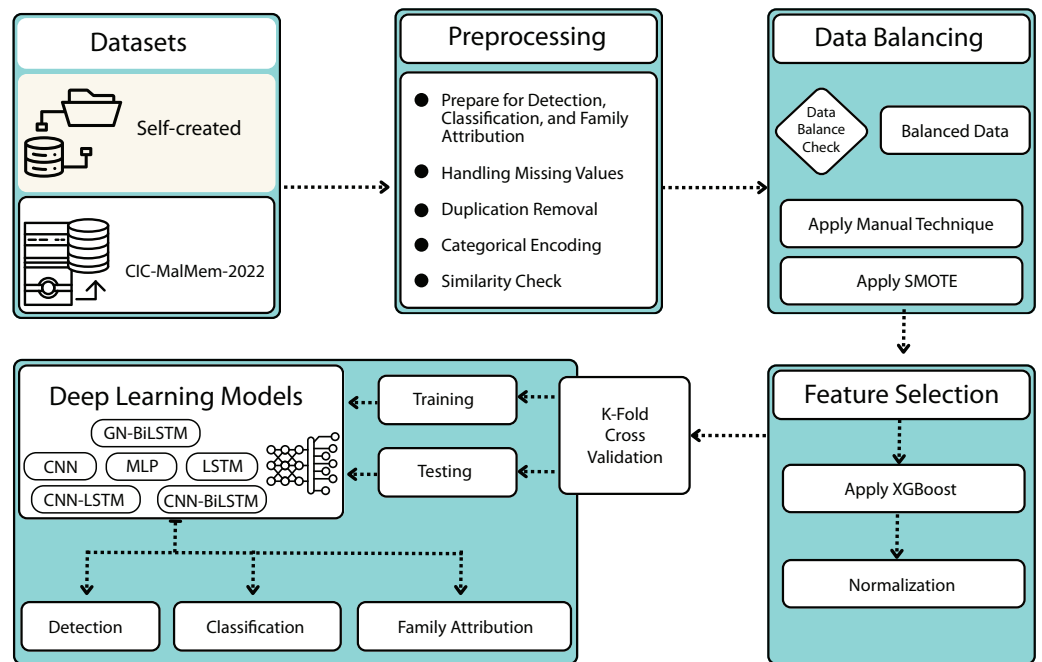 Datasets
Self-created
CIC-MalMem-2022
Preprocessing
Prepare for Detection,
Classification, and Family
Attribution
Handling Missing Values
Duplication Removal
Categorical Encoding
Similarity Check
Data Balancing
Data
Balance
Check
Balanced Data
Apply Manual Technique
Apply SMOTE
Feature Selection
Apply XGBoost
Normalization
K-Fold
Cross
Validation
Training
Testing
Deep Learning Models
GN-BiLSTM
CNN
MLP
LSTM
CNN-LSTM
CNN-BiLSTM
Detection
Classification
Family Attribution